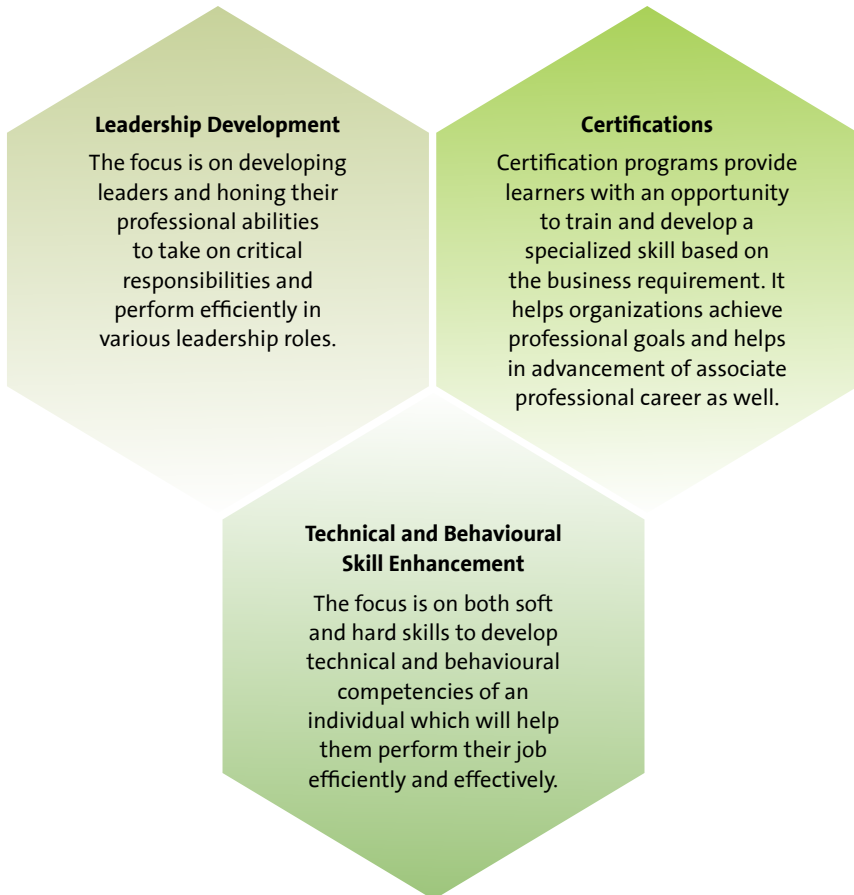 Leadership Development
The focus is on developing
leaders and honing their
professional abilities
to take on critical
responsibilities and
perform efficiently in
various leadership roles.
Certifications
Certification programs provide
learners with an opportunity
to train and develop a
specialized skill based on
the business requirement. It
helps organizations achieve
professional goals and helps
in advancement of associate
professional career as well.
Technical and Behavioural
Skill Enhancement
The focus is on both soft
and hard skills to develop
technical and behavioural
competencies of an
individual which will help
them perform their job
efficiently and effectively.